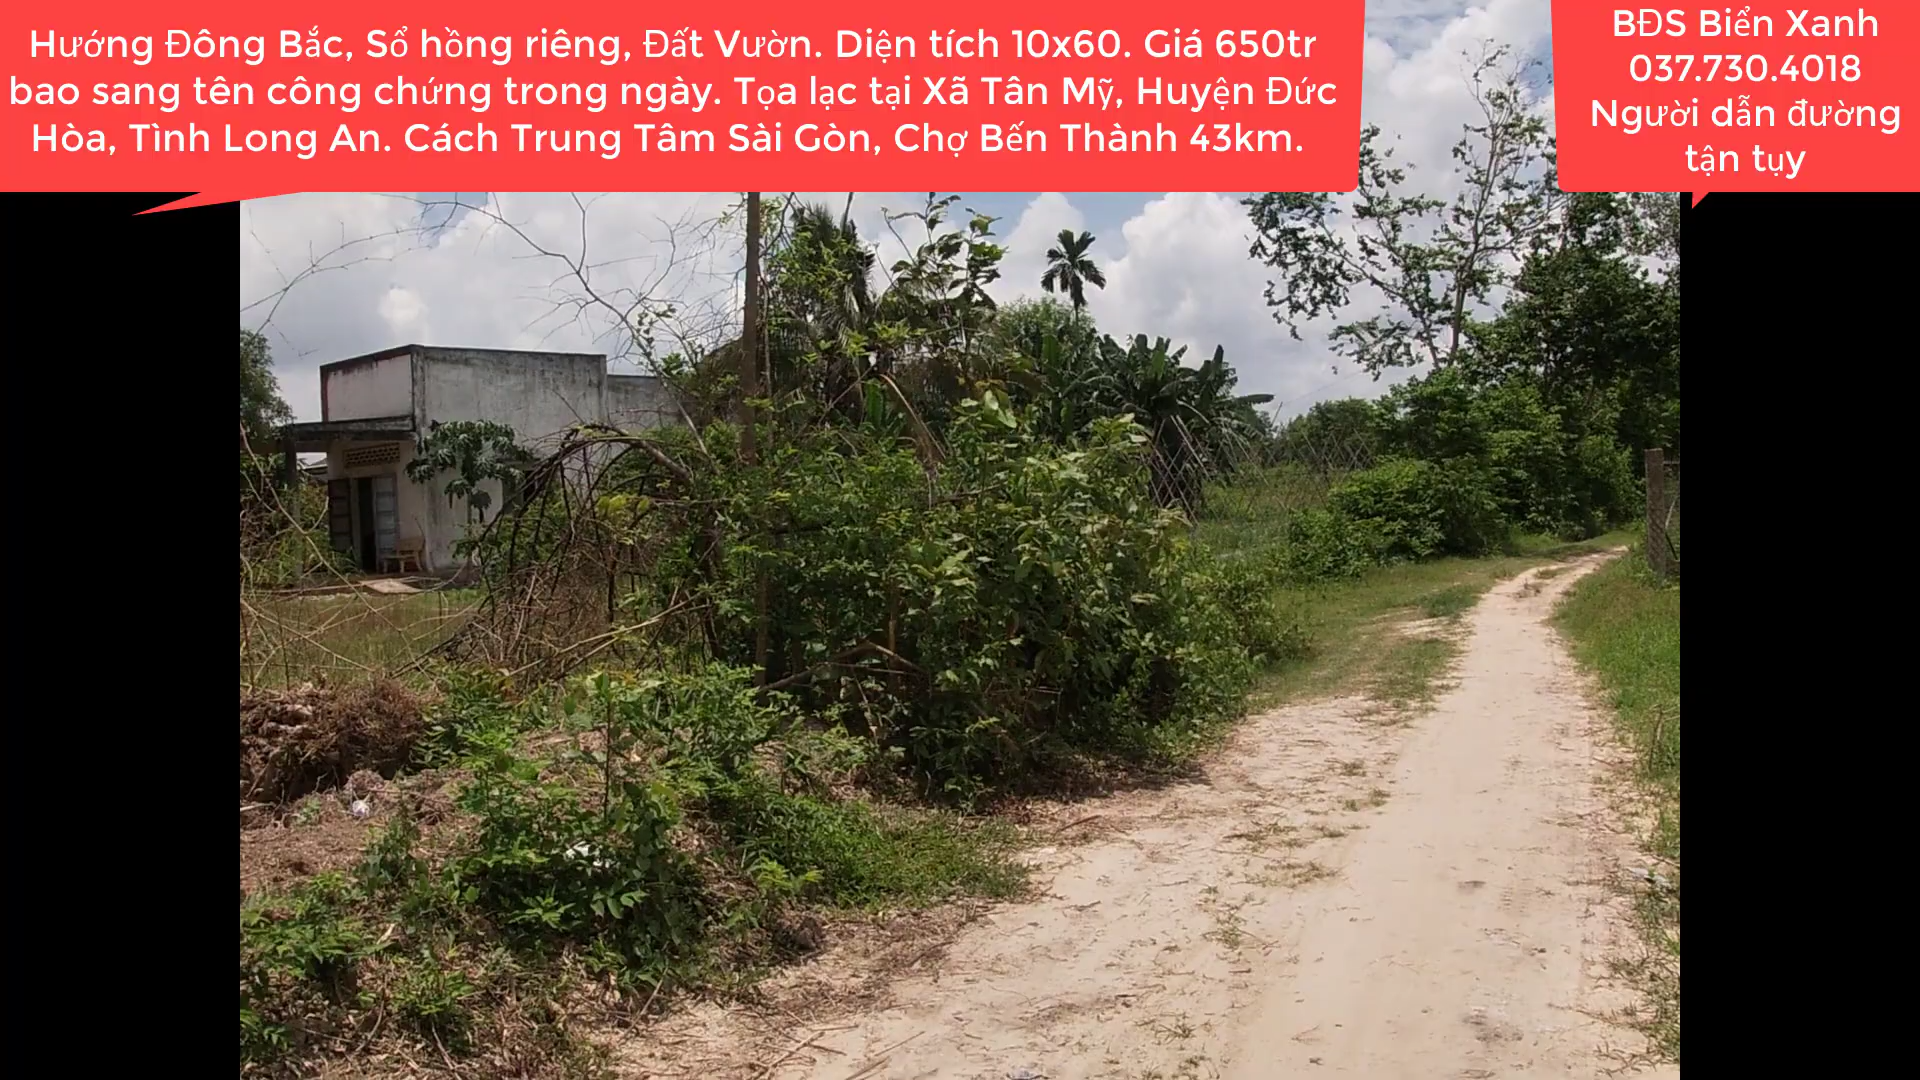 Hướng Đông Bắc, Sổ hồng riêng, Đất Vườn. Diện tích 10x60. Giá 650tr
bao sang tên công chứng trong ngày. Tọa lạc tại Xã Tân Mỹ, Huyện Đức
Hòa, Tình Long An. Cách Trung Tâm Sài Gòn, Chợ Bến Thành 43km.
BĐS Biển Xanh
037.730.4018
Người dẫn đường
tận tụy